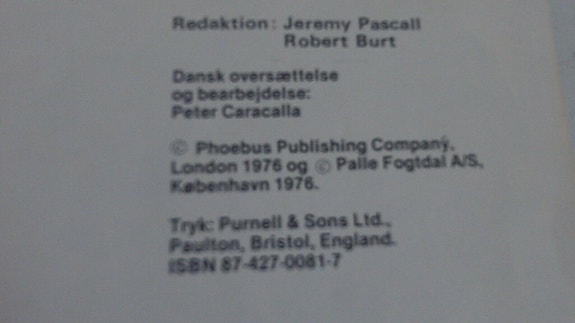 Redaktion: Jeremy Pascall
Robert Burt
Dansk oversættelse
og bearbejdelse:
Peter Caracalla
© Phoebus Publishing Company,
London 1976 og © Palle Fogtdal A/S,
København 1976.
Tryk: Purnell & Sons Ltd.,
Paulton, Bristol, England.
ISBN 87-427-0081-7